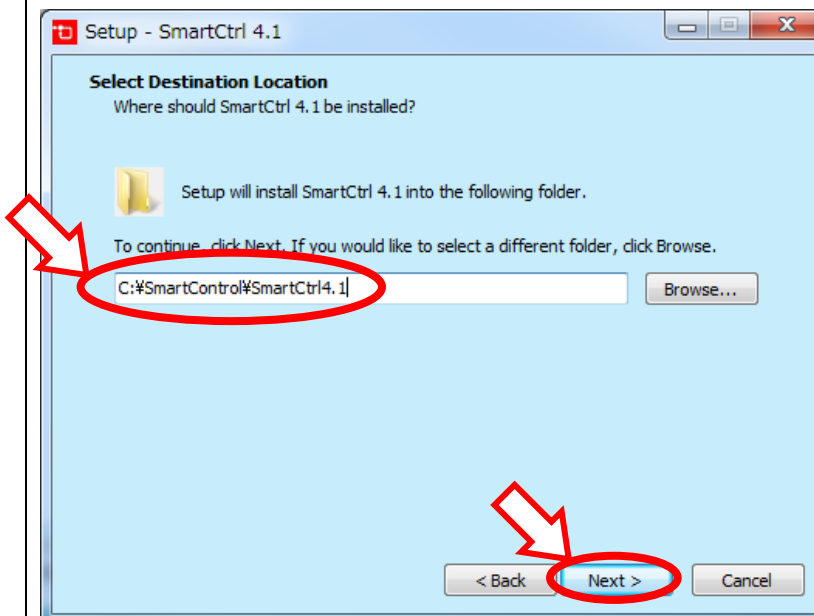 Setup - SmartCtrl 4.1
Select Destination Location
Where should SmartCtrl 4.1 be installed?
Setup will install SmartCtrl 4.1 into the following folder.
To continue, click Next. If you would like to select a different folder, click Browse.
C:¥SmartControl¥SmartCtrl4.1
Browse...
< Back
Next >
Cancel